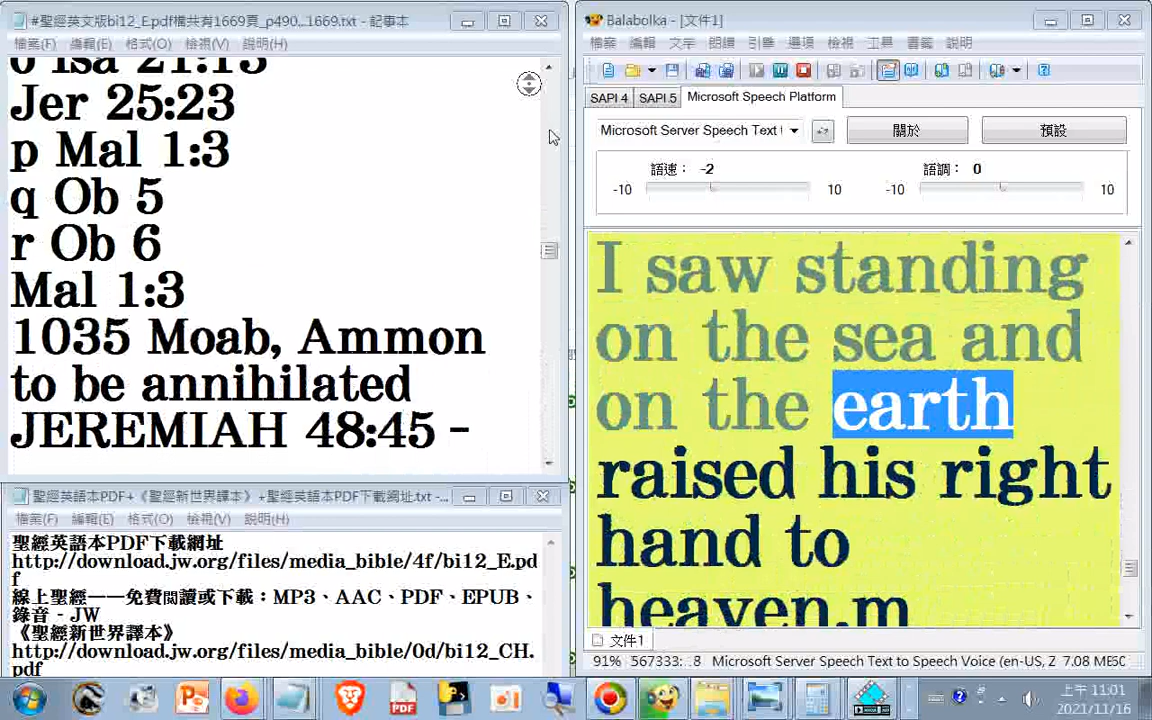 #聖經英文版bi12_E.pdf檔共有1669頁_p490,..1669.txt - 記事本
檔案(F) 編輯(E) 格式(O) 檢視(V) 說明(H)
o Isa 21:13
Jer 25:23
p Mal 1:3
q Ob 5
r Ob 6
Mal 1:3
1035 Moab, Ammon
to be annihilated
JEREMIAH 48:45 -
聖經英語本PDF+《聖經新世界譯本》+聖經英語本PDF下載網址.txt - ...
檔案(F) 編輯(E) 格式(O) 檢視(V) 說明(H)
聖經英語本PDF下載網址
http://download.jw.org/files/media_bible/4f/bi12_E.pd
f
線上聖經——免費閱讀或下載：MP3、AAC、PDF、EPUB、
錄音 - JW
《聖經新世界譯本》
http://download.jw.org/files/media_bible/0d/bi12_CH.
pdf
Balabolka - [文件1]
檔案 編輯 文字 朗讀 引擎 選項 檢視 工具 書籤 說明
SAPI 4 SAPI 5 Microsoft Speech Platform
Microsoft Server Speech Text 關於 預設
語速： -2 語調： 0
-10 10 -10 10
I saw standing
on the sea and
on the earth
raised his right
hand to
heaven,m
文件1
91% 567333:..8 Microsoft Server Speech Text to Speech Voice (en-US, Z 7.08 ME
上午 11:01
2021/11/16